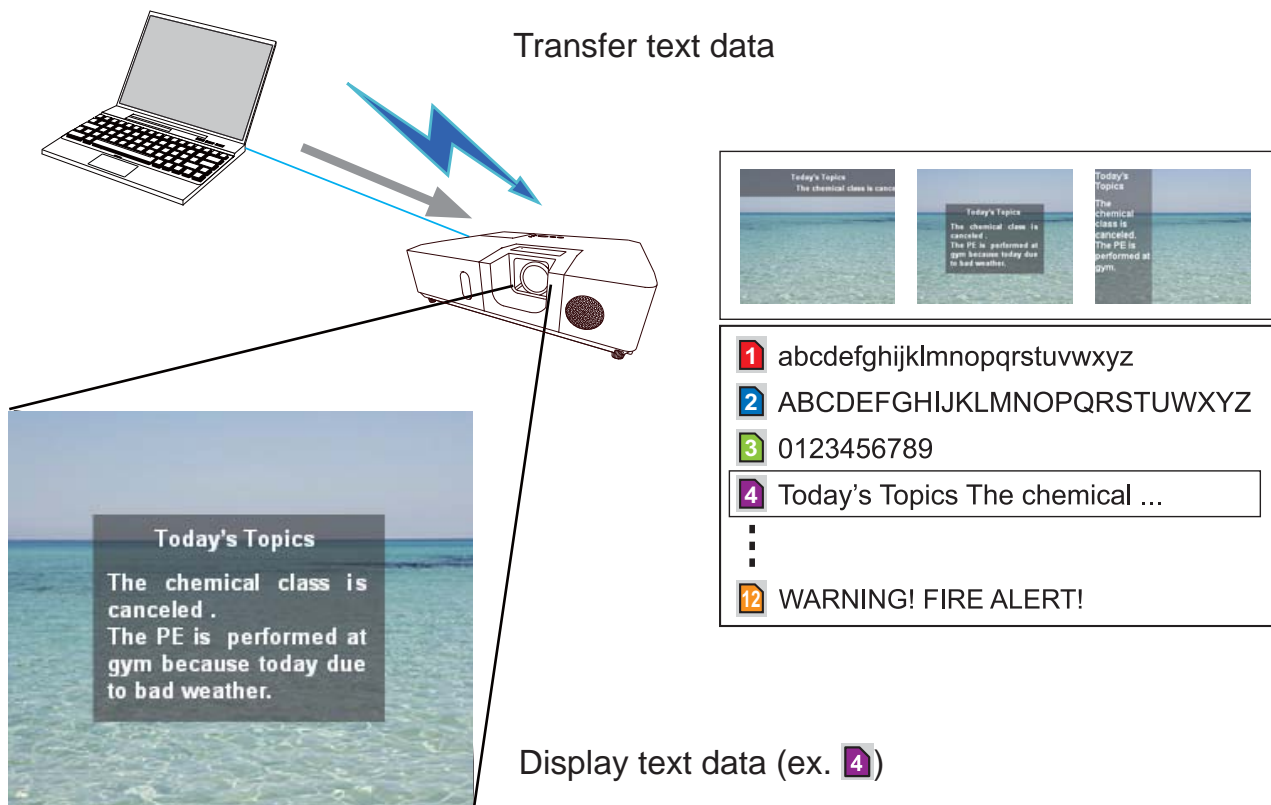 Transfer text data
Today's Topics
The chemical class is cance
Today's Topics
The chemical class is
canceled .
The PE is performed at
gym because today due
to bad weather.
Today's
Topics
The
chemical
class is
canceled.
The PE is
performed at
gym.
1 abcdefghijklmnopqrstuvwxyz
2 ABCDEFGHIJKLMNOPQRSTUWXYZ
3 0123456789
4 Today’s Topics The chemical ...
12 WARNING! FIRE ALERT!
Today's Topics
The chemical class is
canceled .
The PE is performed at
gym because today due
to bad weather.
Display text data (ex. 4)